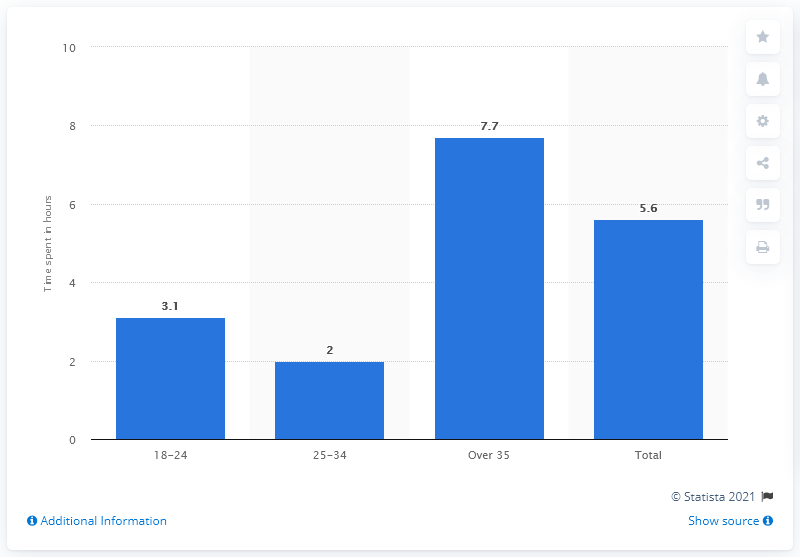 10
8
6
4
2
0
Time spent in hours
3.1
2
7.7
5.6
18–24
25–34
Over 35
Total
© Statista 2021
Additional Information
Show source